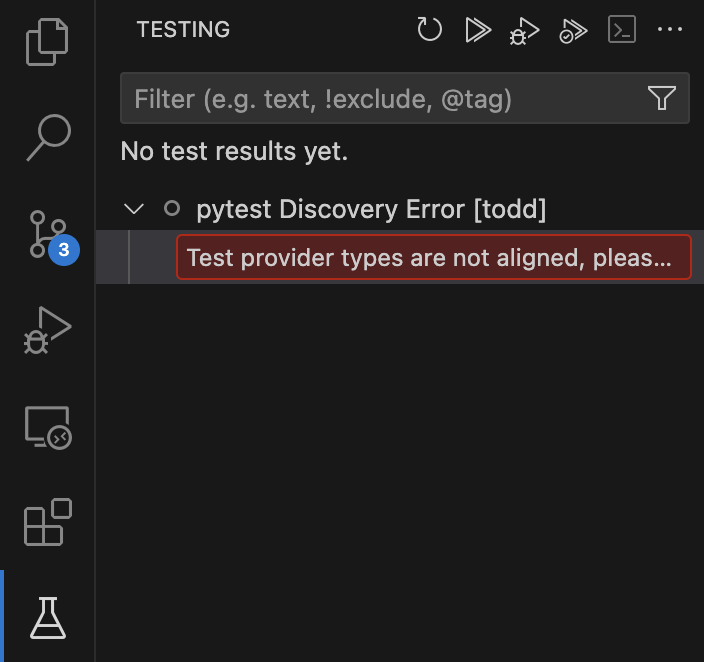 TESTING
Filter (e.g. text, !exclude, @tag)
No test results yet.
3
pytest Discovery Error [todd]
Test provider types are not aligned, pleas...